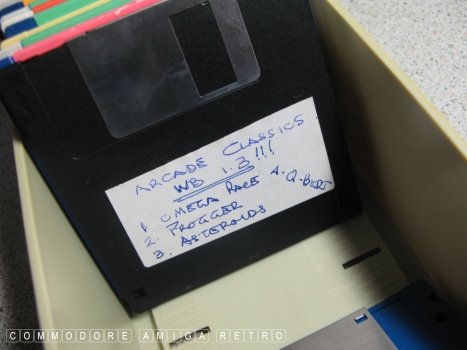 ARCADE CLASSICS
WB 1.3!!!
1 OMEGA RACE 4. Q-BERT
2. FROGGER
3. ASTEROIDS
COMMODORE AMIGA RETRO